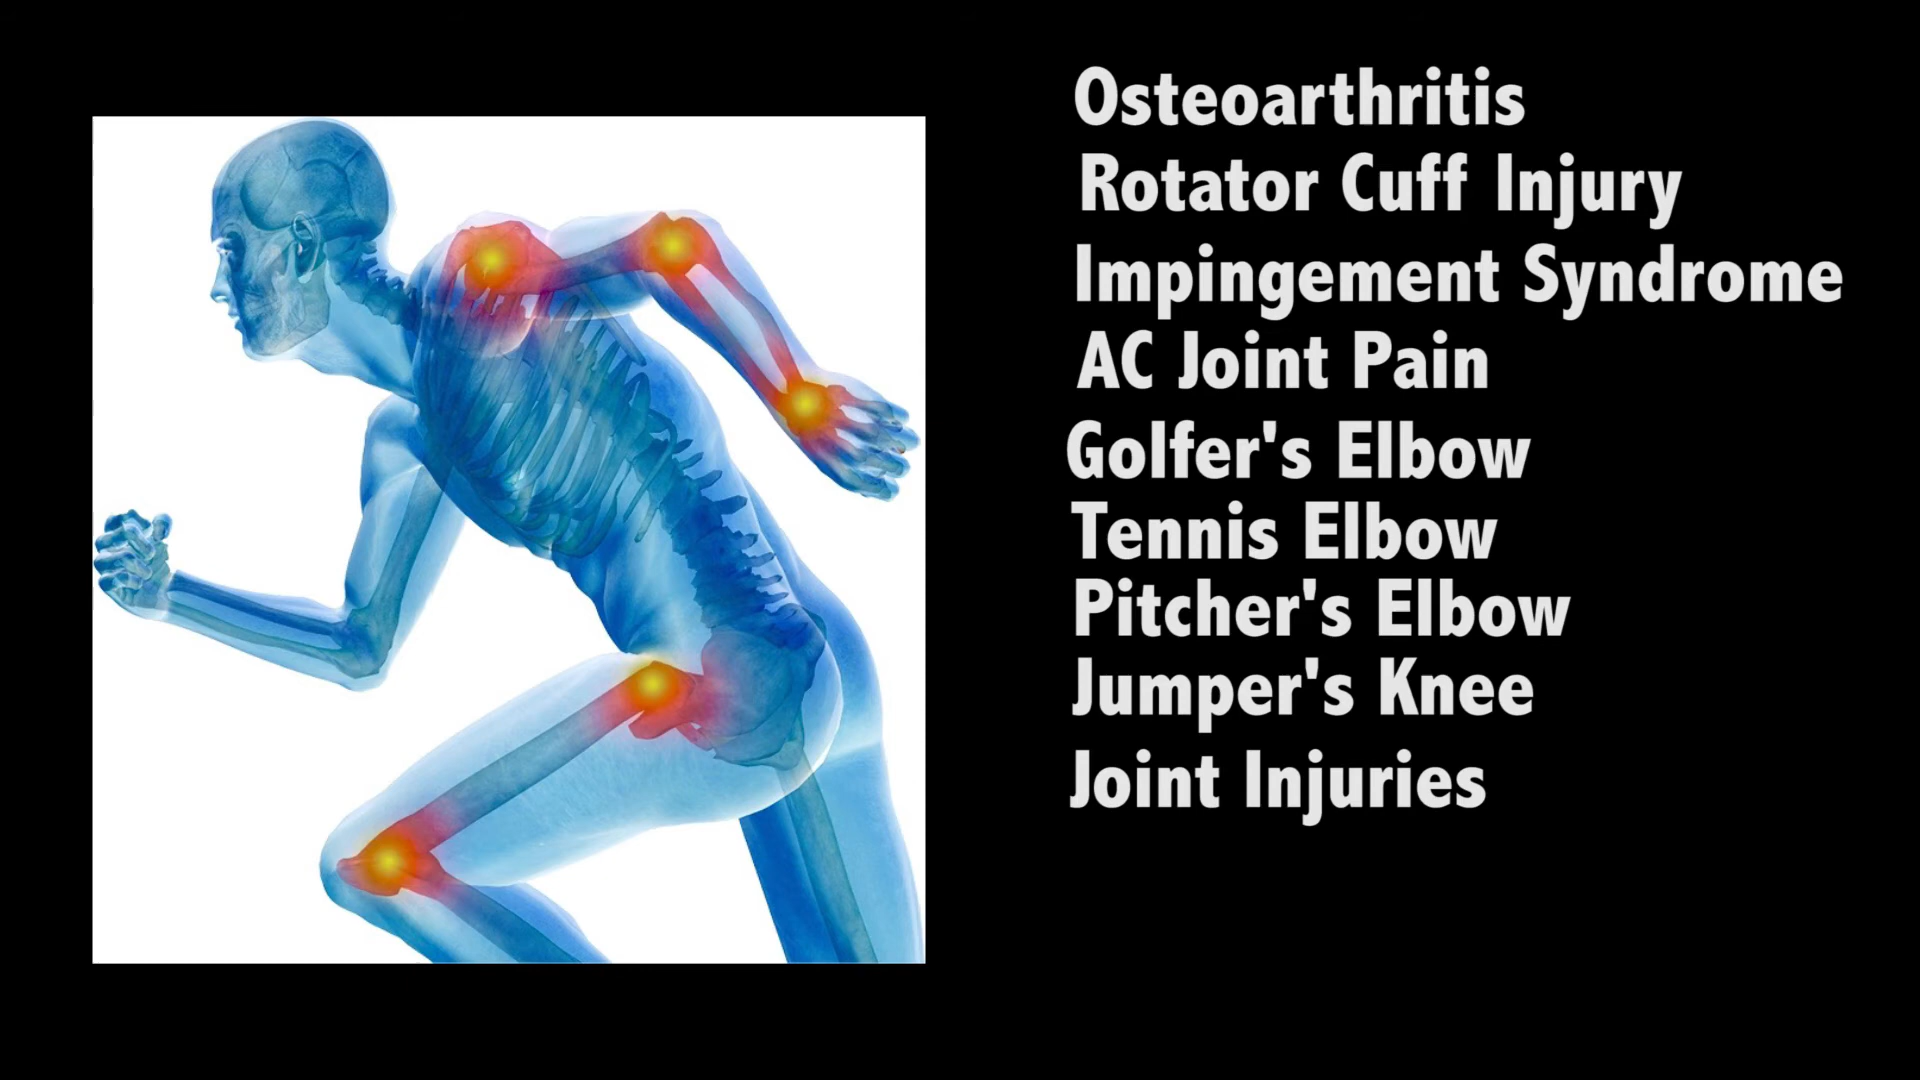 Osteoarthritis
Rotator Cuff Injury
Impingement Syndrome
AC Joint Pain
Golfer's Elbow
Tennis Elbow
Pitcher's Elbow
Jumper's Knee
Joint Injuries